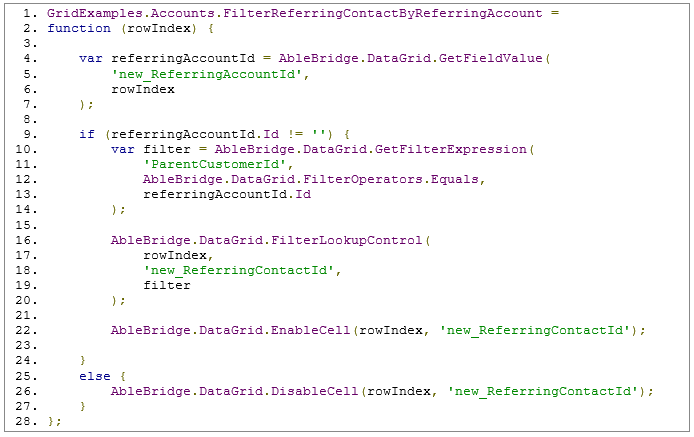 1. GridExamples.Accounts.FilterReferringContactByReferringAccount =
2. function (rowIndex) {
3.
4.     var referringAccountId = AbleBridge.DataGrid.GetFieldValue(
5.         'new_ReferringAccountId',
6.         rowIndex
7.     );
8.
9.     if (referringAccountId.Id != '') {
10.         var filter = AbleBridge.DataGrid.GetFilterExpression(
11.             'ParentCustomerId',
12.             AbleBridge.DataGrid.FilterOperators.Equals,
13.             referringAccountId.Id
14.         );
15.
16.         AbleBridge.DataGrid.FilterLookupControl(
17.             rowIndex,
18.             'new_ReferringContactId',
19.             filter
20.         );
21.
22.         AbleBridge.DataGrid.EnableCell(rowIndex, 'new_ReferringContactId');
23.
24.     }
25.     else {
26.         AbleBridge.DataGrid.DisableCell(rowIndex, 'new_ReferringContactId');
27.     }
28. };